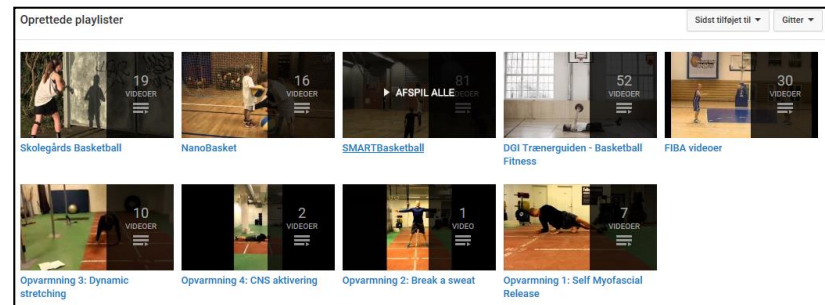 Oprettede playlister
Sidst tilføjet til
Gitter
19
VIDEOER
16
VIDEOER
AFSPIL ALLE
81
52
VIDEOER
30
VIDEOER
Skolegårds Basketball
NanoBasket
SMARTBasketball
DGI Trænerguiden - Basketball
Fitness
FIBA videoer
10
VIDEOER
2
VIDEOER
1
VIDEO
7
VIDEOER
Opvarmning 3: Dynamic
stretching
Opvarmning 4: CNS aktivering
Opvarmning 2: Break a sweat
Opvarmning 1: Self Myofascial
Release